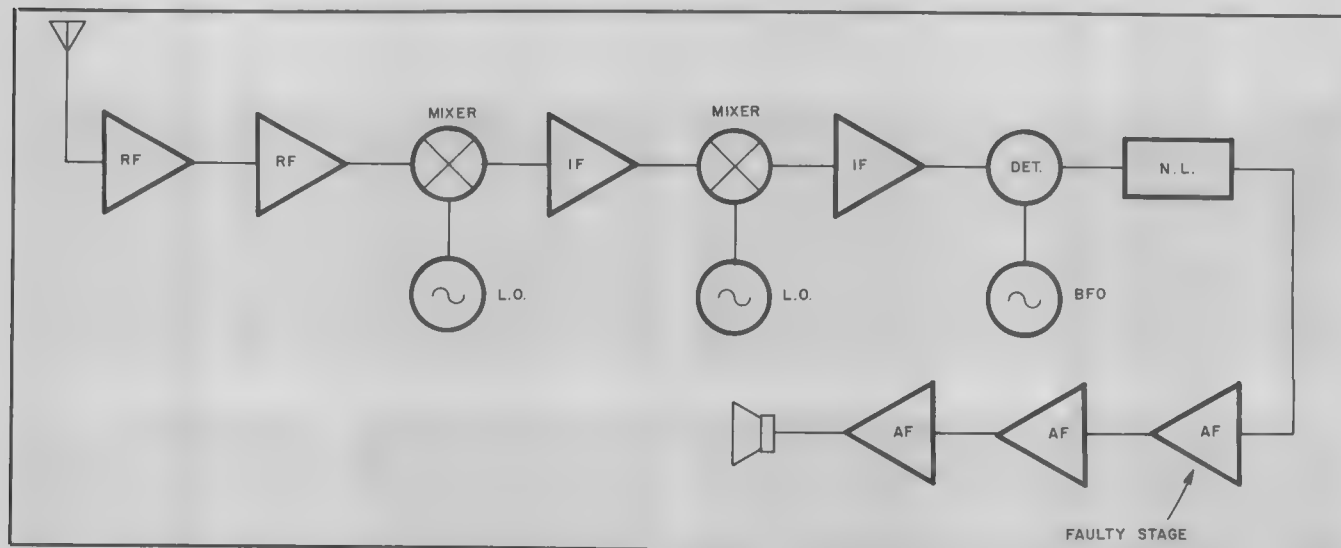 MIXER
MIXER
RF
RF
IF
IF
DET.
N.L.
L.O.
L.O.
BFO
AF
AF
AF
FAULTY STAGE